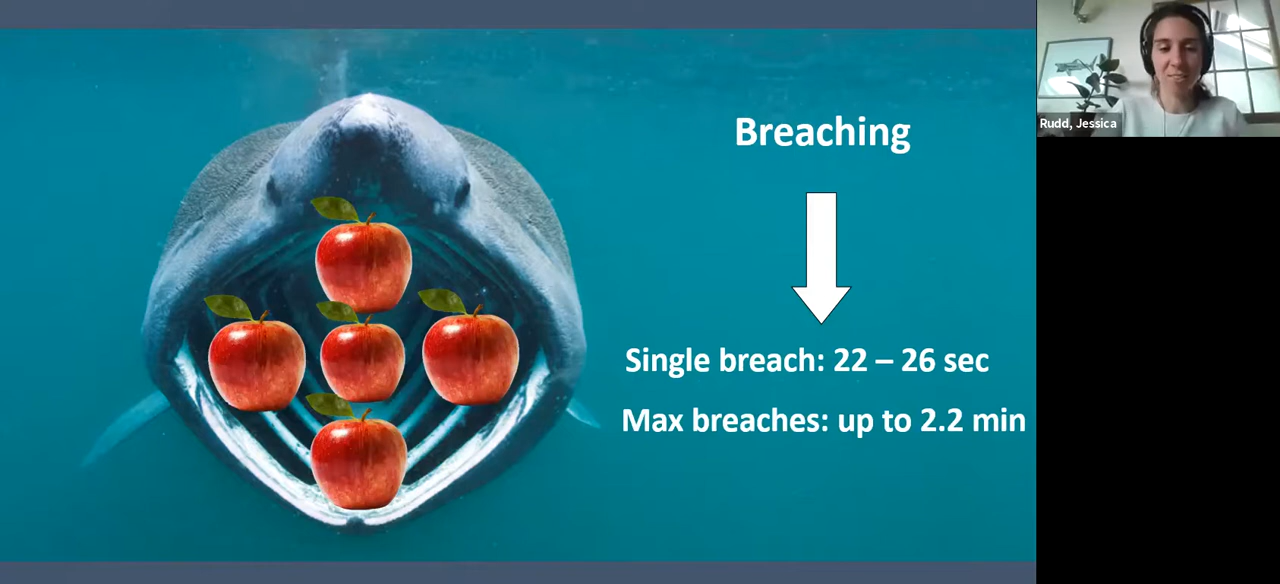 Breaching
Single breach: 22 – 26 sec
Max breaches: up to 2.2 min
Rudd, Jessica